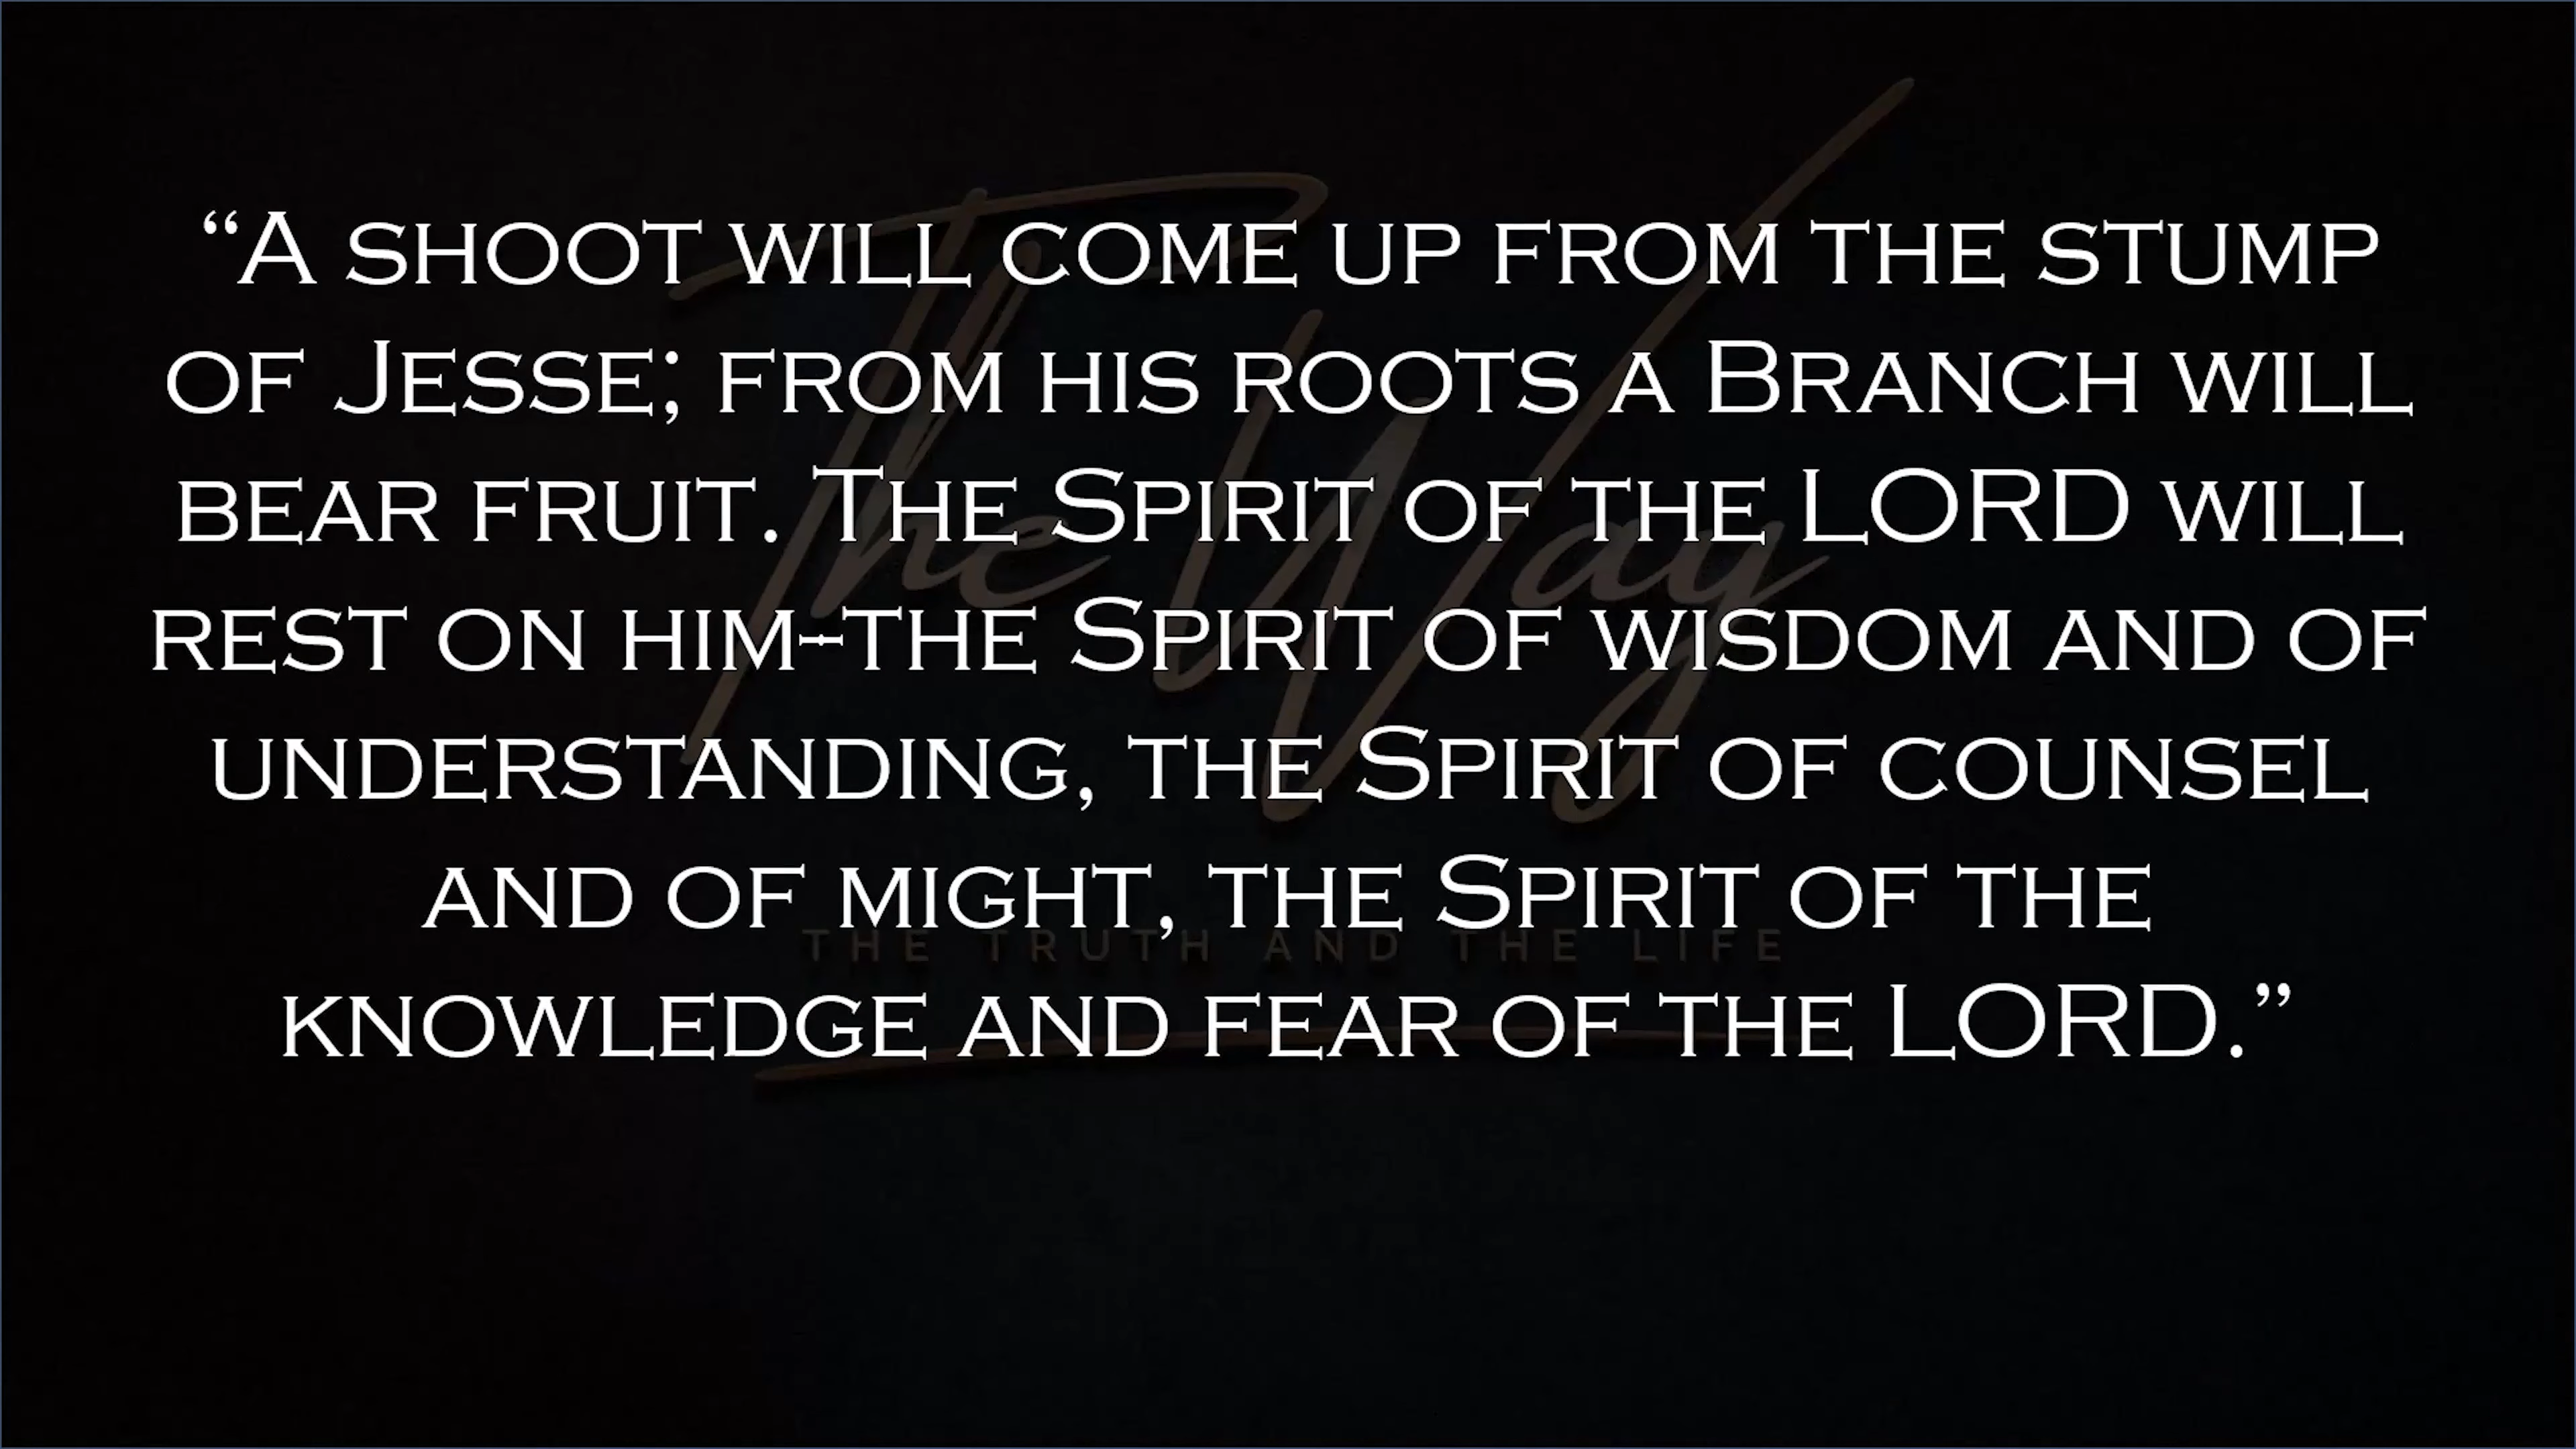 “A shoot will come up from the stump
of Jesse; from his roots a Branch will
bear fruit. The Spirit of the LORD will
rest on him--the Spirit of wisdom and of
understanding, the Spirit of counsel
and of might, the Spirit of the
knowledge and fear of the LORD.”
The Way
THE TRUTH AND THE LIFE